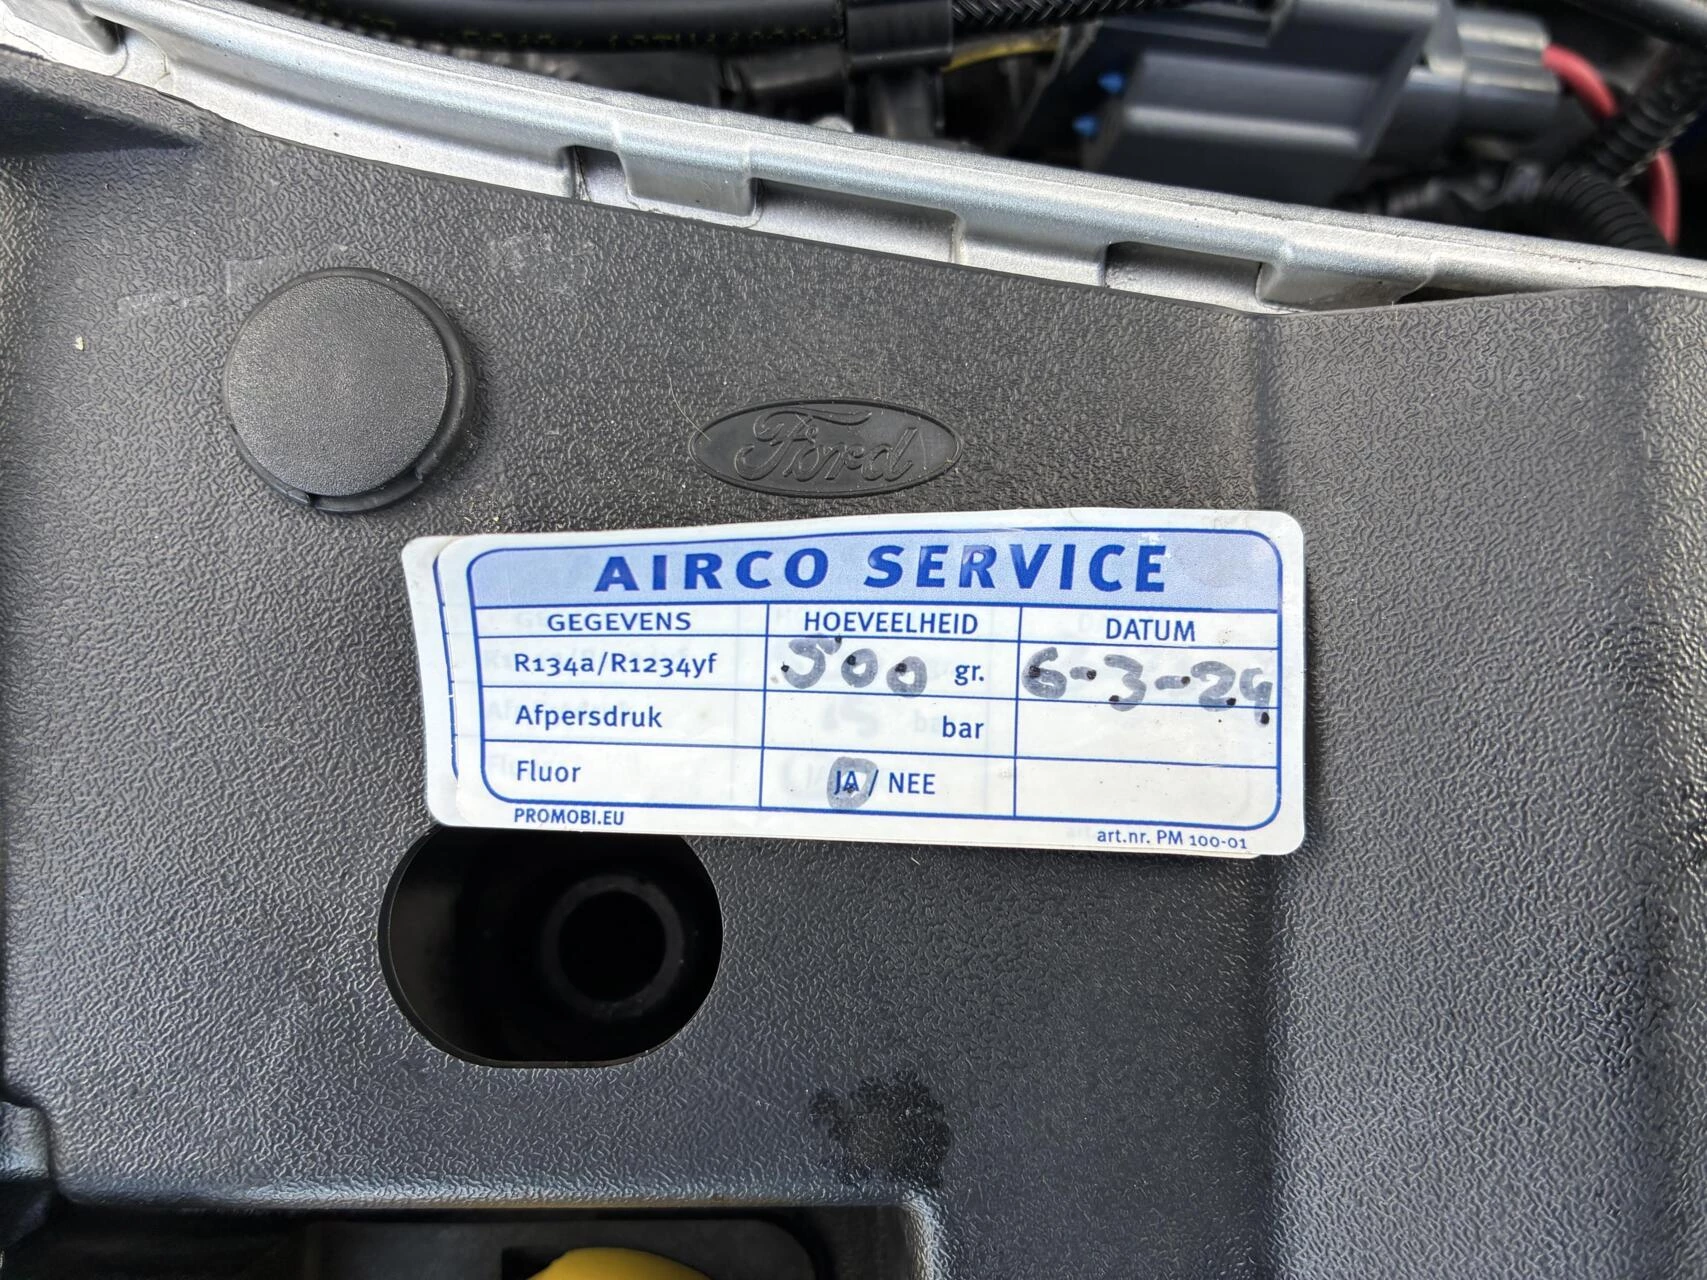 Ford
AIRCO SERVICE
GEGEVENS HOEVEELHEID DATUM
R134a/R1234yf 500 gr. 6-3-24
Afpersdruk bar
Fluor JA / NEE
PROMOBI.EU art.nr. PM 100-01